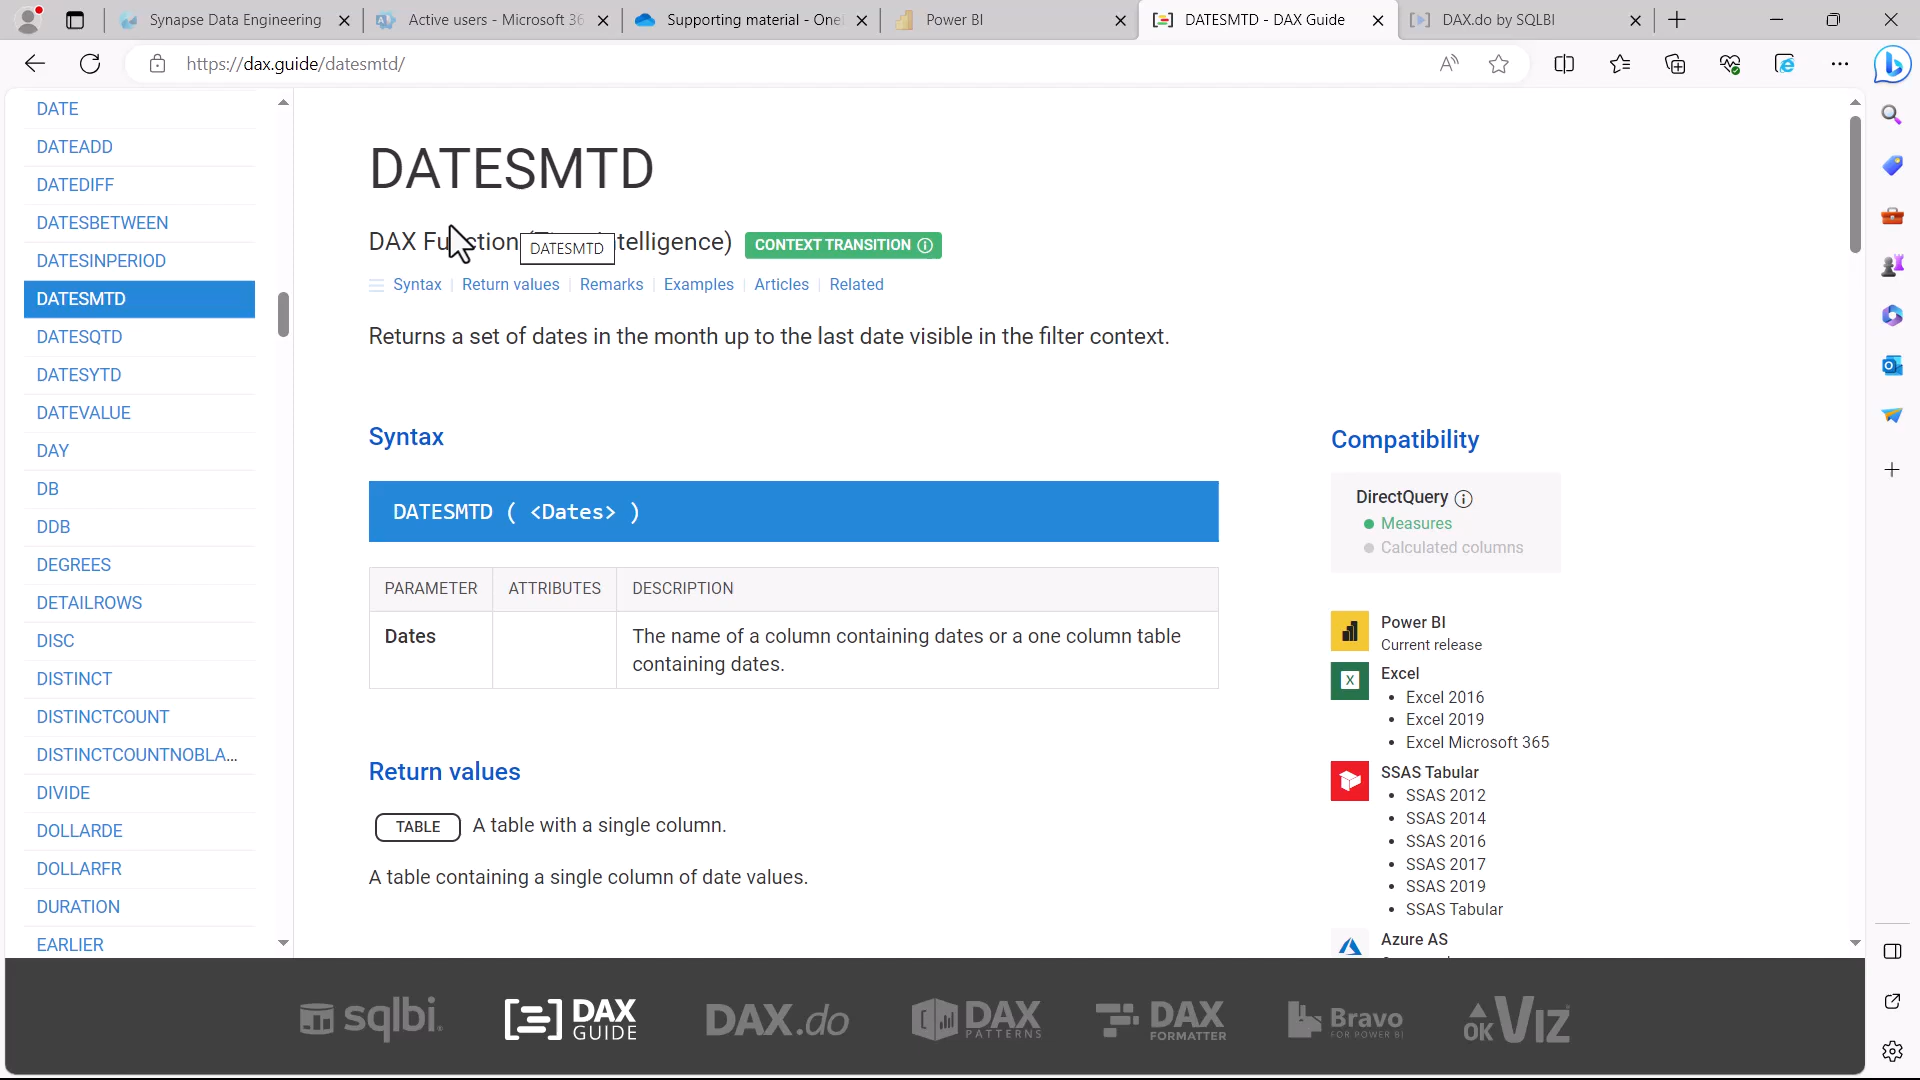 Synapse Data Engineering
Active users - Microsoft 36
Supporting material - One
Power BI
DATESMTD - DAX Guide
DAX.do by SQLBI
https://dax.guide/datesmtd/
DATE
DATEADD
DATEDIFF
DATESBETWEEN
DATESINPERIOD
DATESMTD
DATESQTD
DATESYTD
DATEVALUE
DAY
DB
DDB
DEGREES
DETAILROWS
DISC
DISTINCT
DISTINCTCOUNT
DISTINCTCOUNTNOBLA...
DIVIDE
DOLLARDE
DOLLARFR
DURATION
EARLIER
DATESMTD
DAX telligence) CONTEXT TRANSITION
DATESMTD
Syntax Return values Remarks Examples Articles Related
Returns a set of dates in the month up to the last date visible in the filter context.
Syntax
DATESMTD ( <Dates> )
PARAMETER ATTRIBUTES DESCRIPTION
Dates The name of a column containing dates or a one column table
containing dates.
Return values
TABLE A table with a single column.
A table containing a single column of date values.
Compatibility
DirectQuery
Measures
Calculated columns
Power BI
Current release
Excel
• Excel 2016
• Excel 2019
• Excel Microsoft 365
SSAS Tabular
• SSAS 2012
• SSAS 2014
• SSAS 2016
• SSAS 2017
• SSAS 2019
• SSAS Tabular
Azure AS
sqlbi.
DAX
GUIDE
DAX.do
DAX
PATTERNS
DAX
FORMATTER
Bravo
FOR POWER BI
OK VIZ